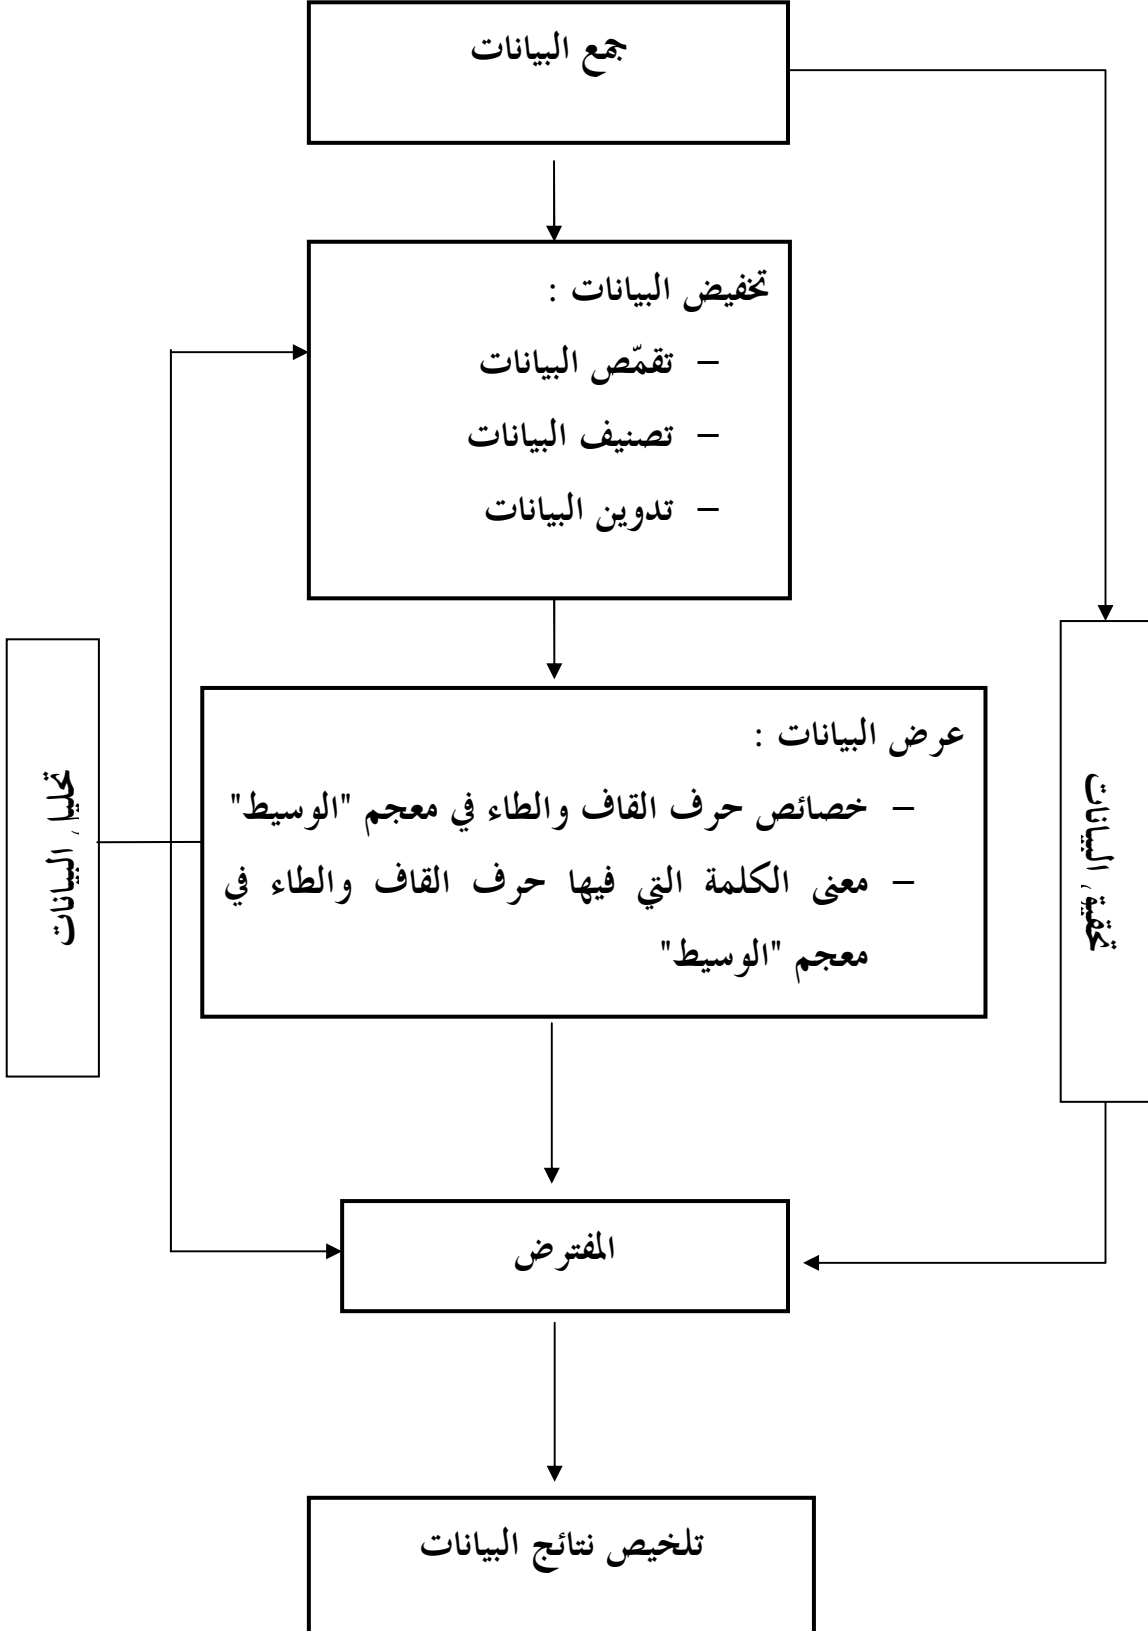 جمع البيانات
تخفيض البيانات :
– تقمّص البيانات
– تصنيف البيانات
– تدوين البيانات
عرض البيانات :
– خصائص حرف القاف والطاء في معجم "الوسيط"
– معنى الكلمة التي فيها حرف القاف والطاء في
معجم "الوسيط"
تحليل البيانات
تحقيق البيانات
المفترض
تلخيص نتائج البيانات